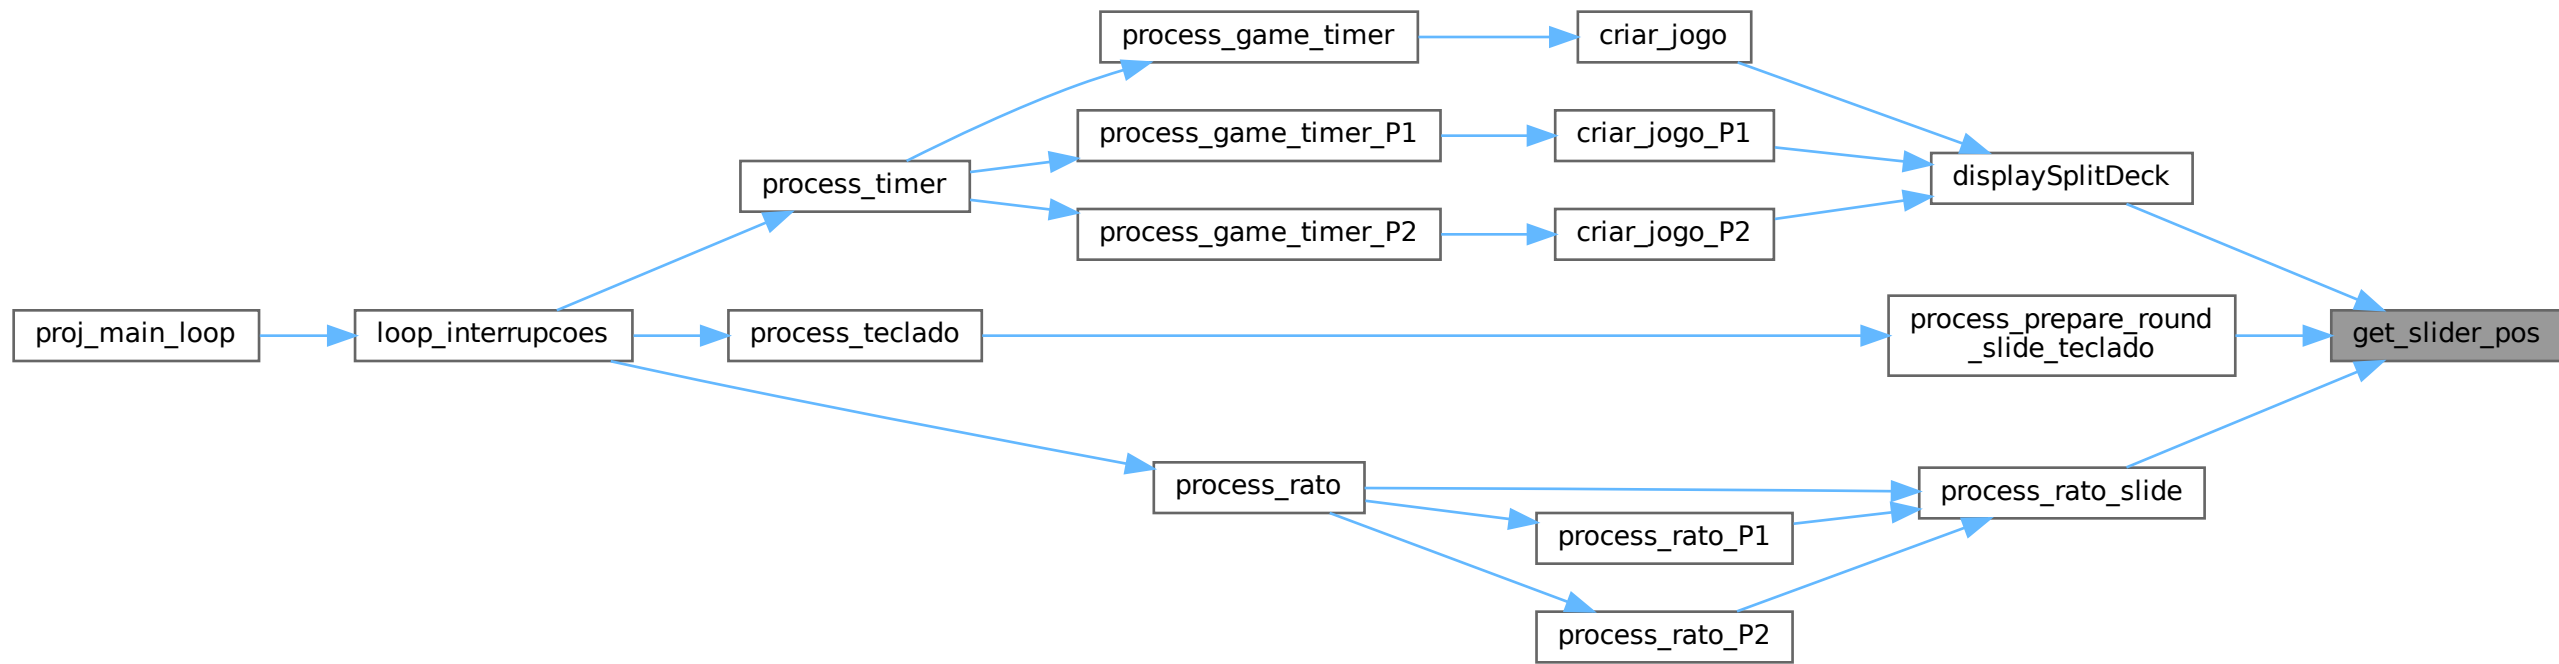 process_game_timer
criar_jogo
process_game_timer_P1
criar_jogo_P1
process_timer
displaySplitDeck
process_game_timer_P2
criar_jogo_P2
proj_main_loop
loop_interrupcoes
process_teclado
process_prepare_round
_slide_teclado
get_slider_pos
process_rato
process_rato_slide
process_rato_P1
process_rato_P2